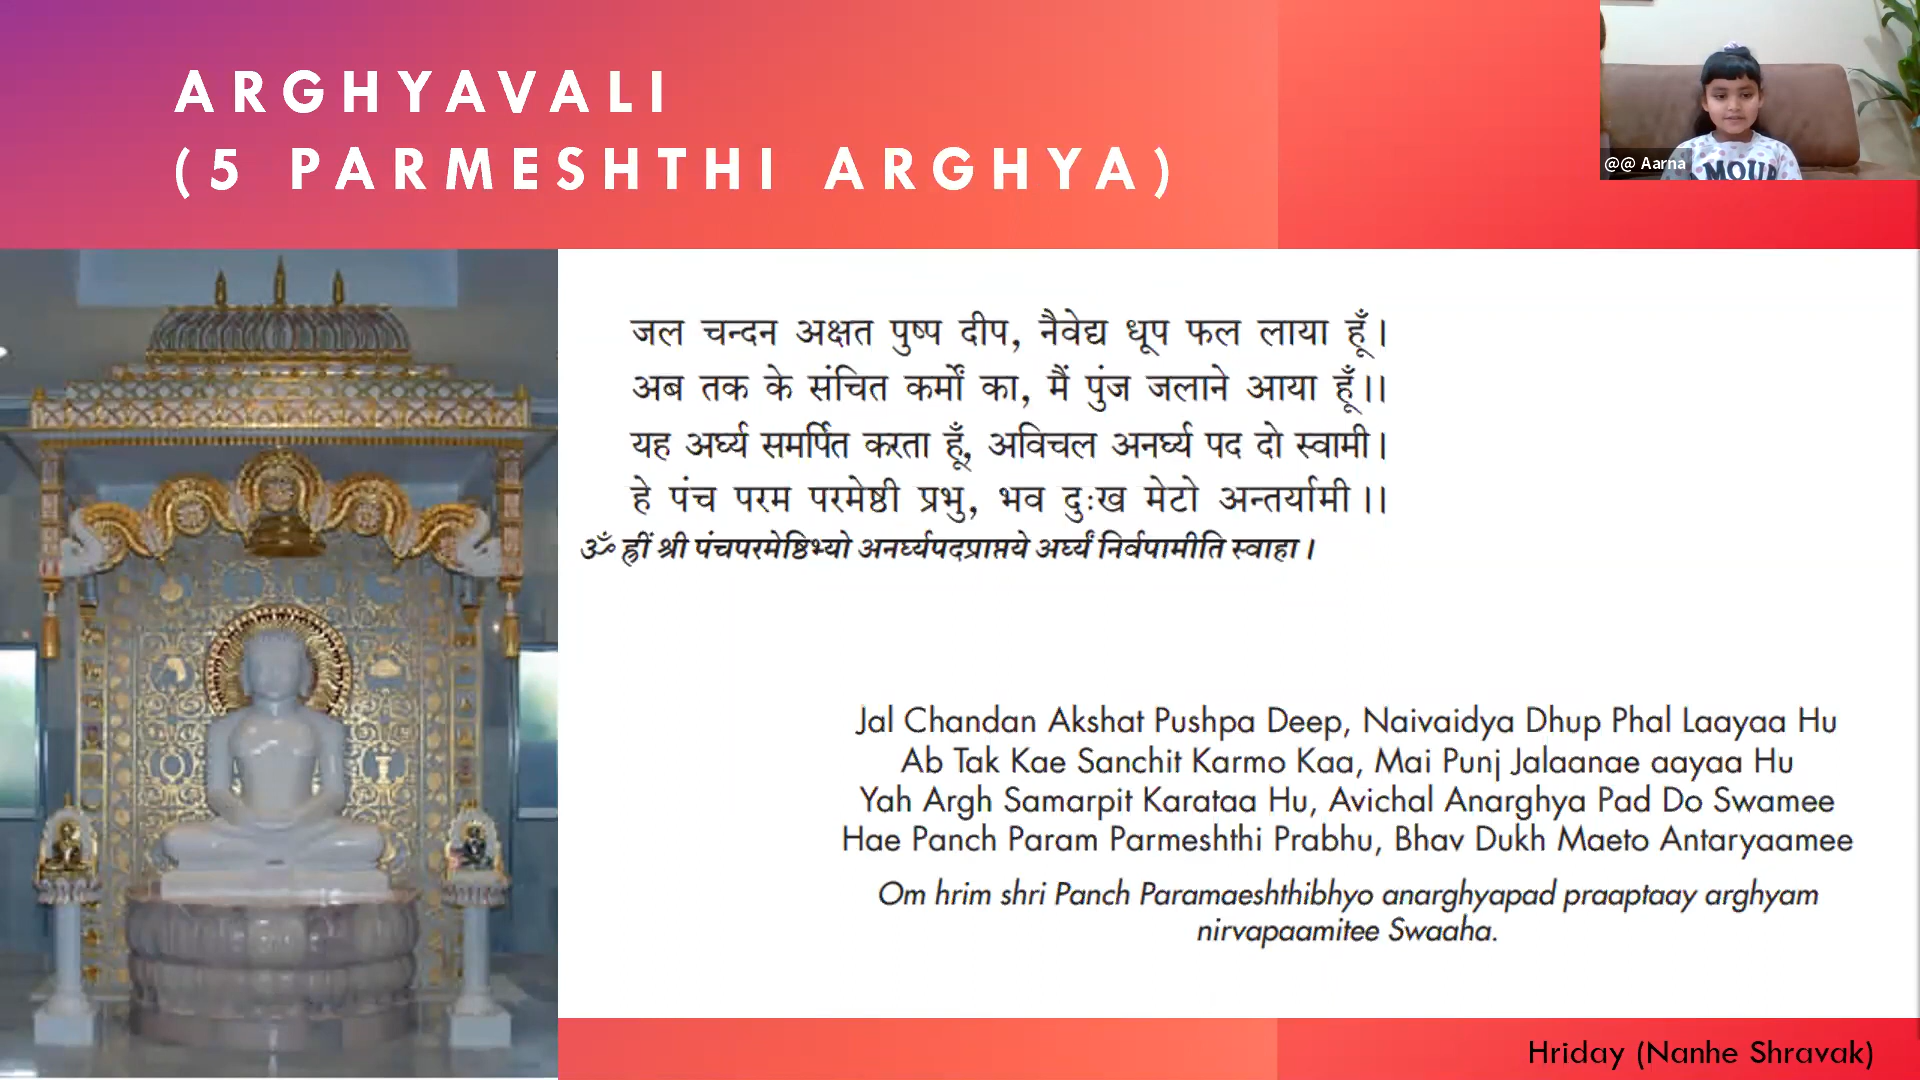 ARGHYAVALI
(5 PARMESHTHI ARGHYA)
@@ Aarna
AMOUR
जल चन्दन अक्षत पुष्प दीप, नैवेद्य धूप फल लाया हूँ।
अब तक के संचित कर्मों का, मैं पुंज जलाने आया हूँ।।
यह अर्घ्य समर्पित करता हूँ, अविचल अनर्घ्य पद दो स्वामी।
हे पंच परम परमेष्ठी प्रभु, भव दुःख मेटो अन्तर्यामी।।
ॐ ह्रीं श्री पंचपरमेष्ठिभ्यो अनर्घ्यपदप्राप्तये अर्घ्यं निर्वपामीति स्वाहा।
Jal Chandan Akshat Pushpa Deep, Naivaidya Dhup Phal Laayaa Hu
Ab Tak Kae Sanchit Karmo Kaa, Mai Punj Jalaanae aayaa Hu
Yah Argh Samarpit Karataa Hu, Avichal Anarghya Pad Do Swamee
Hae Panch Param Parmeshthi Prabhu, Bhav Dukh Maeto Antaryaamee
Om hrim shri Panch Paramaeshthibhyo anarghyapad praaptaay arghyam
nirvapaamitee Swaaha.
Hriday (Nanhe Shravak)